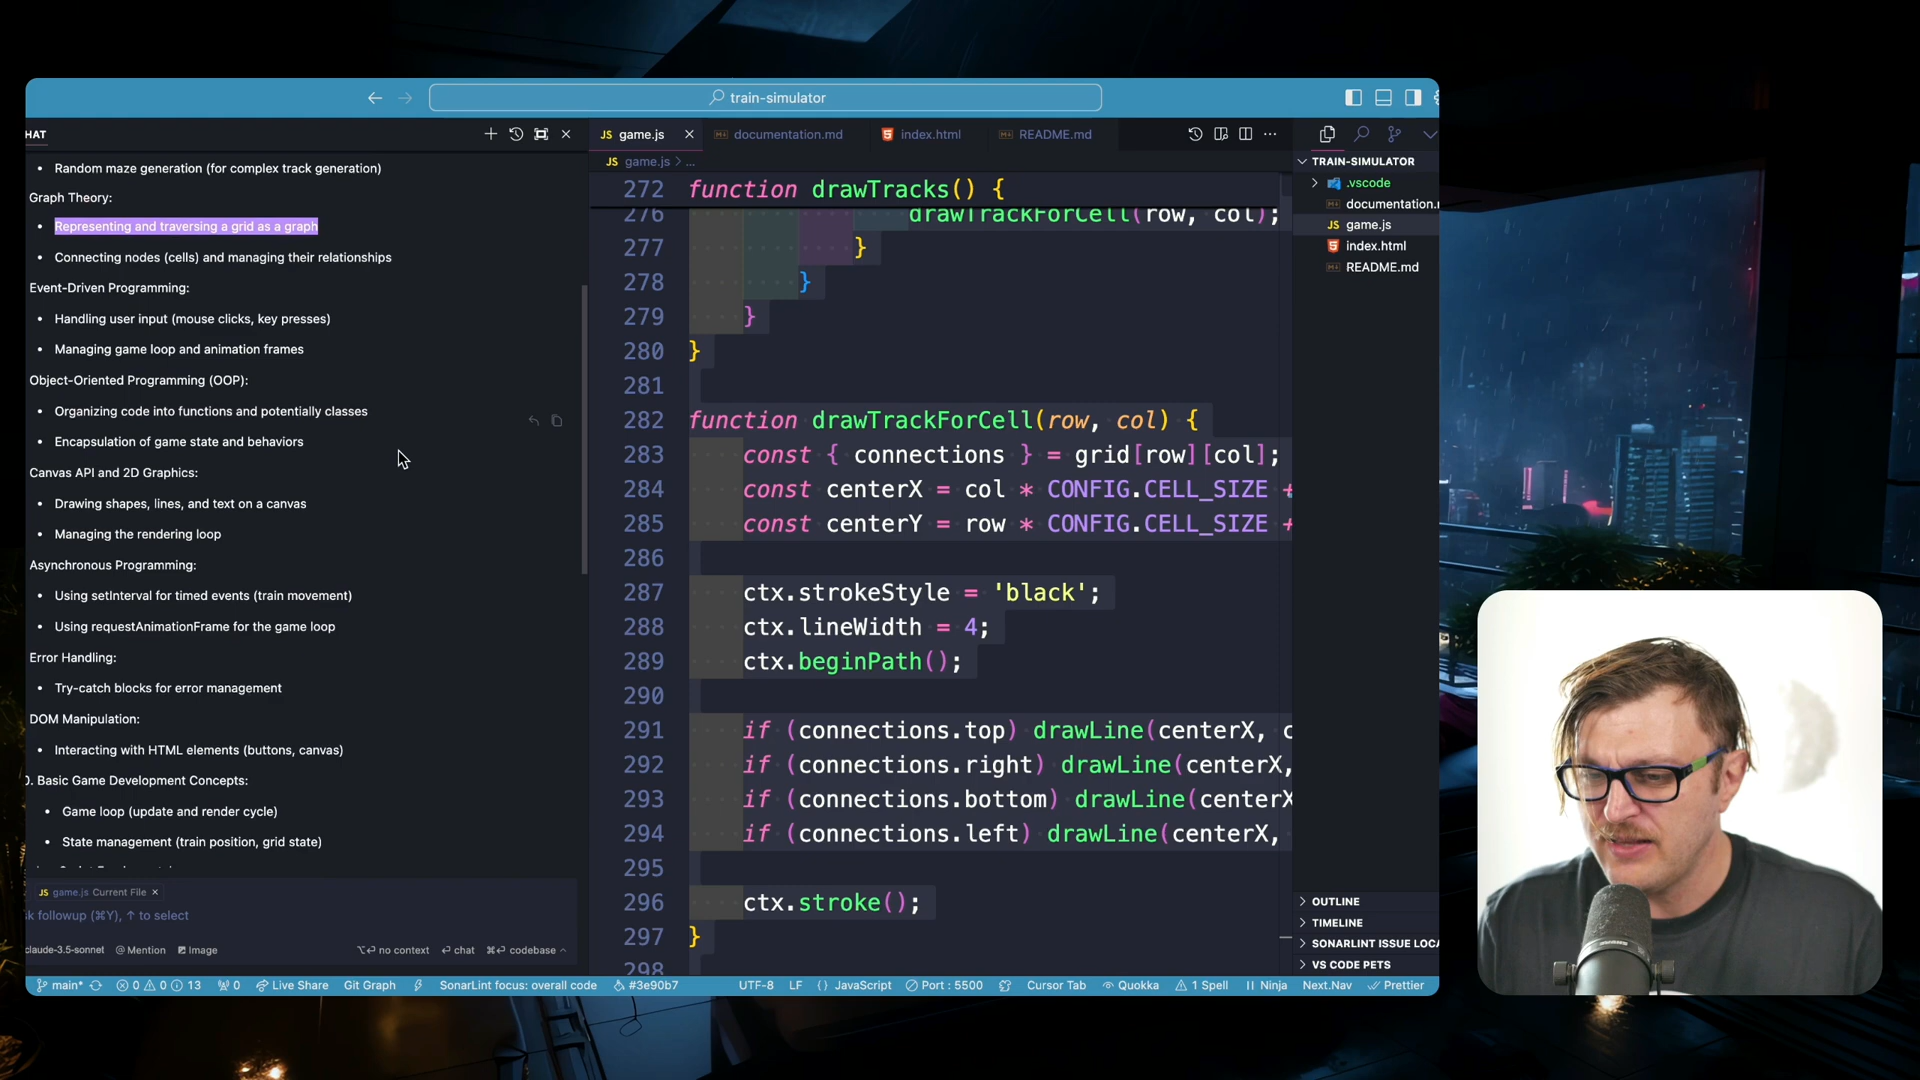 train-simulator
HAT
Random maze generation (for complex track generation)
Graph Theory:
Representing and traversing a grid as a graph
Connecting nodes (cells) and managing their relationships
Event-Driven Programming:
Handling user input (mouse clicks, key presses)
Managing game loop and animation frames
Object-Oriented Programming (OOP):
Organizing code into functions and potentially classes
Encapsulation of game state and behaviors
Canvas API and 2D Graphics:
Drawing shapes, lines, and text on a canvas
Managing the rendering loop
Asynchronous Programming:
Using setInterval for timed events (train movement)
Using requestAnimationFrame for the game loop
Error Handling:
Try-catch blocks for error management
DOM Manipulation:
Interacting with HTML elements (buttons, canvas)
0. Basic Game Development Concepts:
Game loop (update and render cycle)
State management (train position, grid state)
JS game.js Current File ×
k followup (⌘Y), ↑ to select
claude-3.5-sonnet @ Mention Image
no context chat codebase
JS game.js documentation.md index.html README.md
JS game.js > ...
272 function drawTracks() {
276 drawTrackForCell(row, col);
277 }
278 }
279 }
280 }
281
282 function drawTrackForCell(row, col) {
283 const { connections } = grid[row][col];
284 const centerX = col * CONFIG.CELL_SIZE +
285 const centerY = row * CONFIG.CELL_SIZE +
286
287 ctx.strokeStyle = 'black';
288 ctx.lineWidth = 4;
289 ctx.beginPath();
290
291 if (connections.top) drawLine(centerX, c
292 if (connections.right) drawLine(centerX,
293 if (connections.bottom) drawLine(centerX
294 if (connections.left) drawLine(centerX,
295
296 ctx.stroke();
297 }
298
TRAIN-SIMULATOR
.vscode
documentation.
JS game.js
index.html
README.md
OUTLINE
TIMELINE
SONARLINT ISSUE LOCA
VS CODE PETS
main* 0 0 13 0 Live Share Git Graph SonarLint focus: overall code #3e90b7 UTF-8 LF {} JavaScript Port : 5500 Cursor Tab Quokka 1 Spell Ninja Next.Nav Prettier